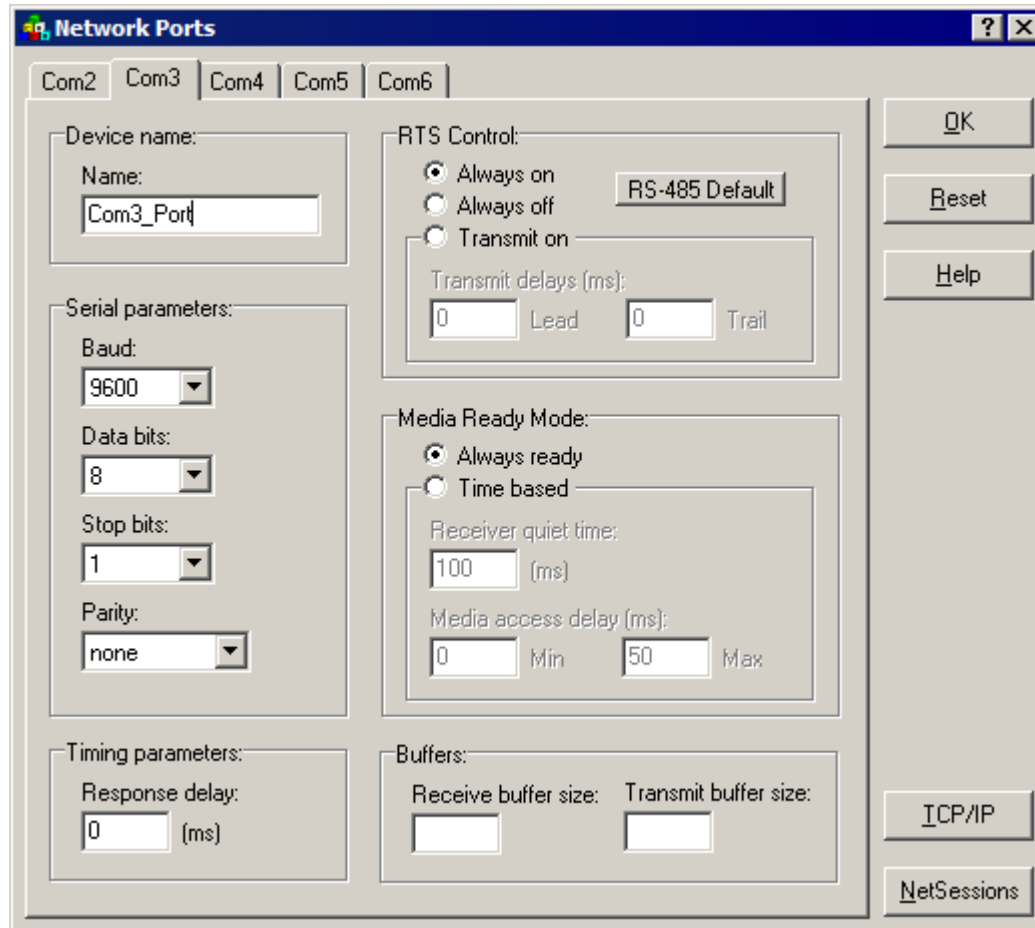 Network Ports
Com2 Com3 Com4 Com5 Com6
Device name:
Name:
Com3_Port
Serial parameters:
Baud:
9600
Data bits:
8
Stop bits:
1
Parity:
none
Timing parameters:
Response delay:
0 (ms)
RTS Control:
Always on
RS-485 Default
Always off
Transmit on
Transmit delays (ms):
0 Lead 0 Trail
Media Ready Mode:
Always ready
Time based
Receiver quiet time:
100 (ms)
Media access delay (ms):
0 Min 50 Max
Buffers:
Receive buffer size: Transmit buffer size:
OK
Reset
Help
TCP/IP
NetSessions